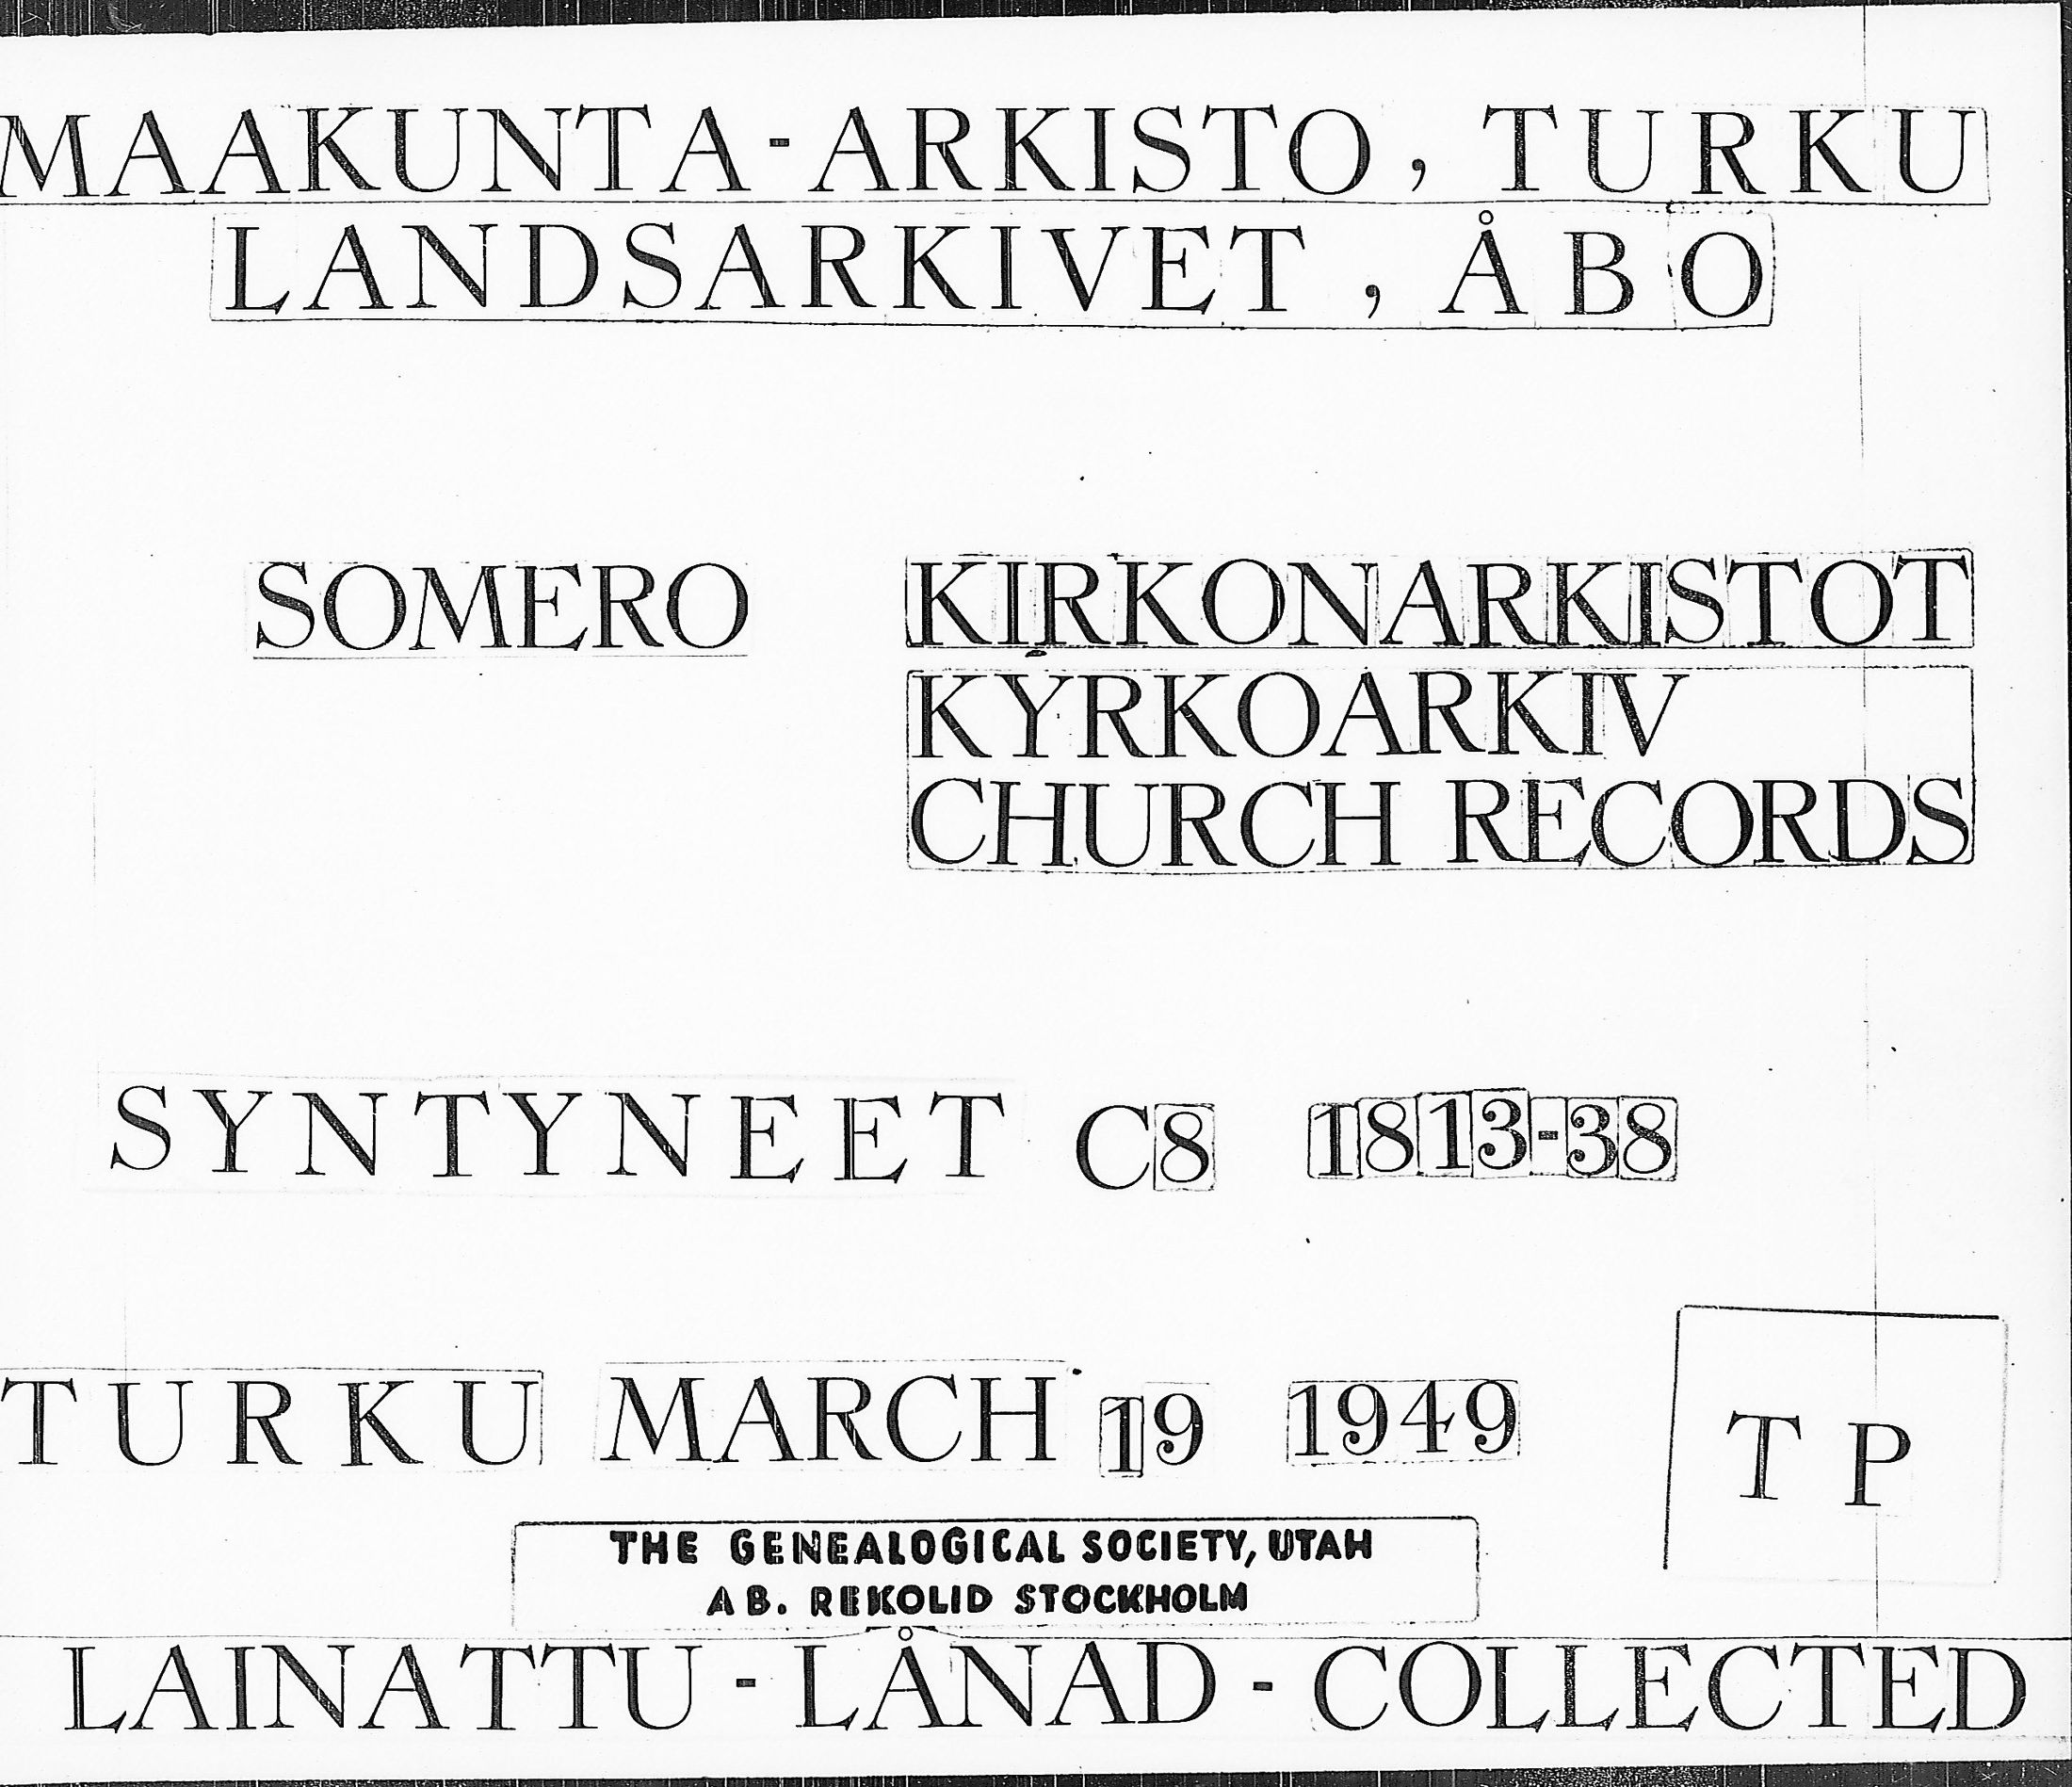 MAAKUNTA-ARKISTO, TURKU
LANDSARKIVET, ÅBO
SOMERO KIRKONARKISTOT
KYRKOARKIV
CHURCH RECORDS
SYNTYNEET C8 1813-38
TURKU MARCH 19 1949
T P
THE GENEALOGICAL SOCIETY, UTAH
AB. REKOLID STOCKHOLM
LAINATTU - LÅNAD - COLLECTED